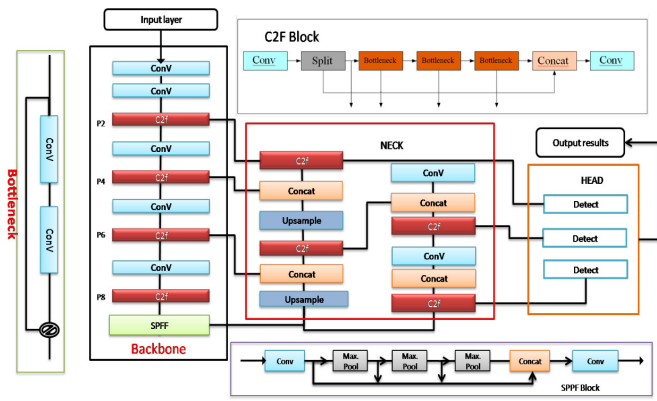 Input layer
ConV
ConV
P2
C2f
ConV
P4
C2f
ConV
P6
C2f
ConV
P8
C2f
SPFF
Backbone
Bottleneck
ConV
ConV
C2F Block
Conv
Split
Bottleneck
Bottleneck
Bottleneck
Concat
Conv
NECK
C2f
Concat
Upsample
C2f
Concat
Upsample
ConV
Concat
C2f
ConV
Concat
C2f
Output results
HEAD
Detect
Detect
Detect
Conv
Max.
Pool
Max.
Pool
Max.
Pool
Concat
Conv
SPPF Block